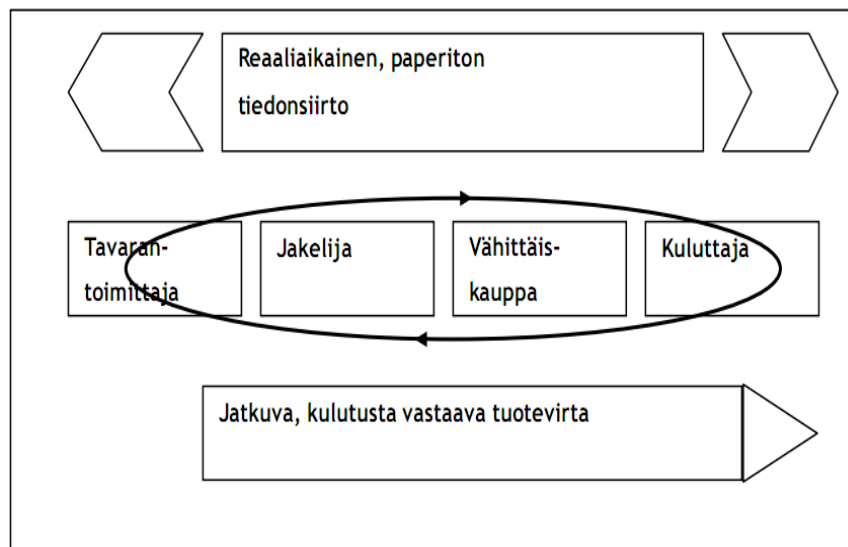 Reaaliaikainen, paperiton
tiedonsiirto
Tavaran-
toimittaja
Jakelija
Vähittäis-
kauppa
Kuluttaja
Jatkuva, kulutusta vastaava tuotevirta